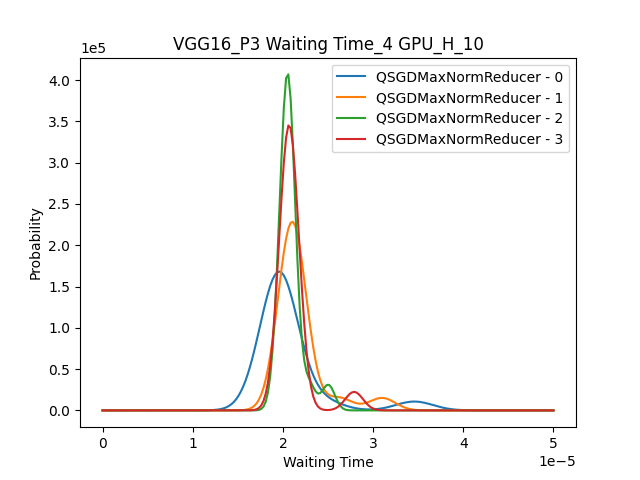 VGG16_P3 Waiting Time_4 GPU_H_10
1e5
4.0
3.5
3.0
2.5
2.0
1.5
1.0
0.5
0.0
Probability
QSGDMaxNormReducer - 0
QSGDMaxNormReducer - 1
QSGDMaxNormReducer - 2
QSGDMaxNormReducer - 3
0 1 2 3 4 5
Waiting Time
1e−5